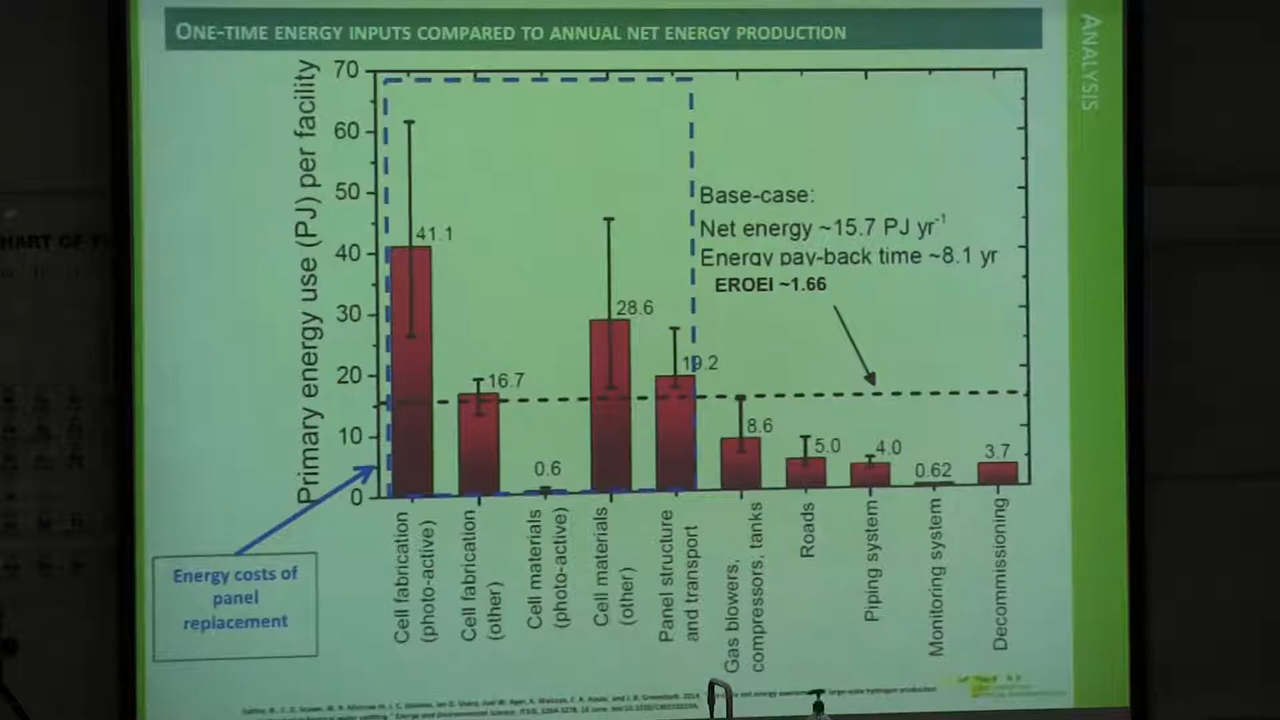 ONE-TIME ENERGY INPUTS COMPARED TO ANNUAL NET ENERGY PRODUCTION
ANALYSIS
Primary energy use (PJ) per facility
70
60
50
40
30
20
10
0
41.1
16.7
0.6
28.6
19.2
8.6
5.0
4.0
0.62
3.7
Base-case:
Net energy ~15.7 PJ yr-1
Energy pay-back time ~8.1 yr
EROEI ~1.66
Energy costs of
panel
replacement
Cell fabrication
(photo-active)
Cell fabrication
(other)
Cell materials
(photo-active)
Cell materials
(other)
Panel structure
and transport
Gas blowers,
compressors, tanks
Roads
Piping system
Monitoring system
Decommissioning
HART OF